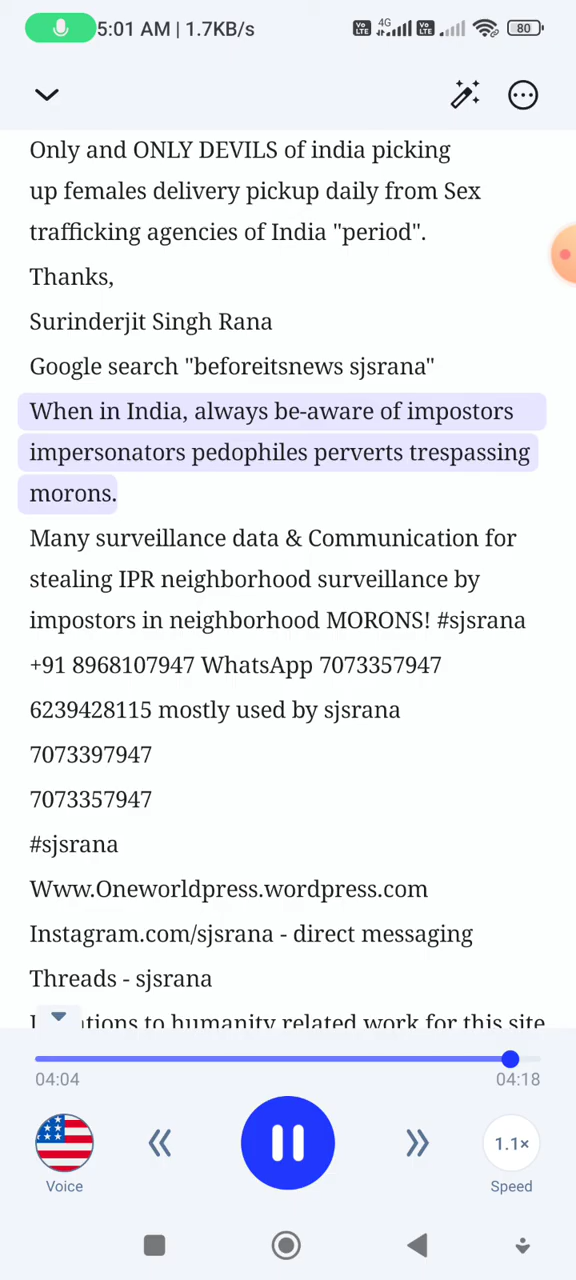 5:01 AM | 1.7KB/s
Vo LTE 4G Vo LTE 80
Only and ONLY DEVILS of india picking
up females delivery pickup daily from Sex
trafficking agencies of India "period".
Thanks,
Surinderjit Singh Rana
Google search "beforeitsnews sjsrana"
When in India, always be-aware of impostors
impersonators pedophiles perverts trespassing
morons.
Many surveillance data & Communication for
stealing IPR neighborhood surveillance by
impostors in neighborhood MORONS! #sjsrana
+91 8968107947 WhatsApp 7073357947
6239428115 mostly used by sjsrana
7073397947
7073357947
#sjsrana
Www.Oneworldpress.wordpress.com
Instagram.com/sjsrana - direct messaging
Threads - sjsrana
to humanity related work for this site
04:04 04:18
1.1×
Voice Speed